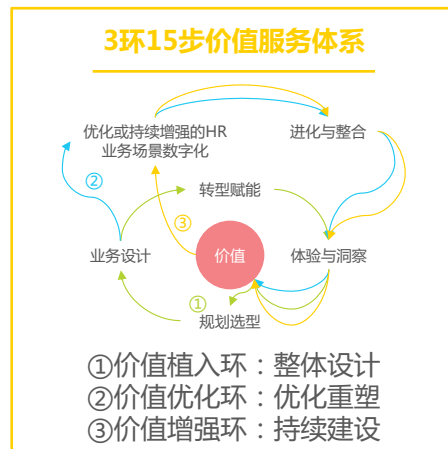 3环15步价值服务体系
优化或持续增强的HR
业务场景数字化
进化与整合
②
转型赋能
③
业务设计
价值
体验与洞察
①
规划选型
①价值植入环：整体设计
②价值优化环：优化重塑
③价值增强环：持续建设